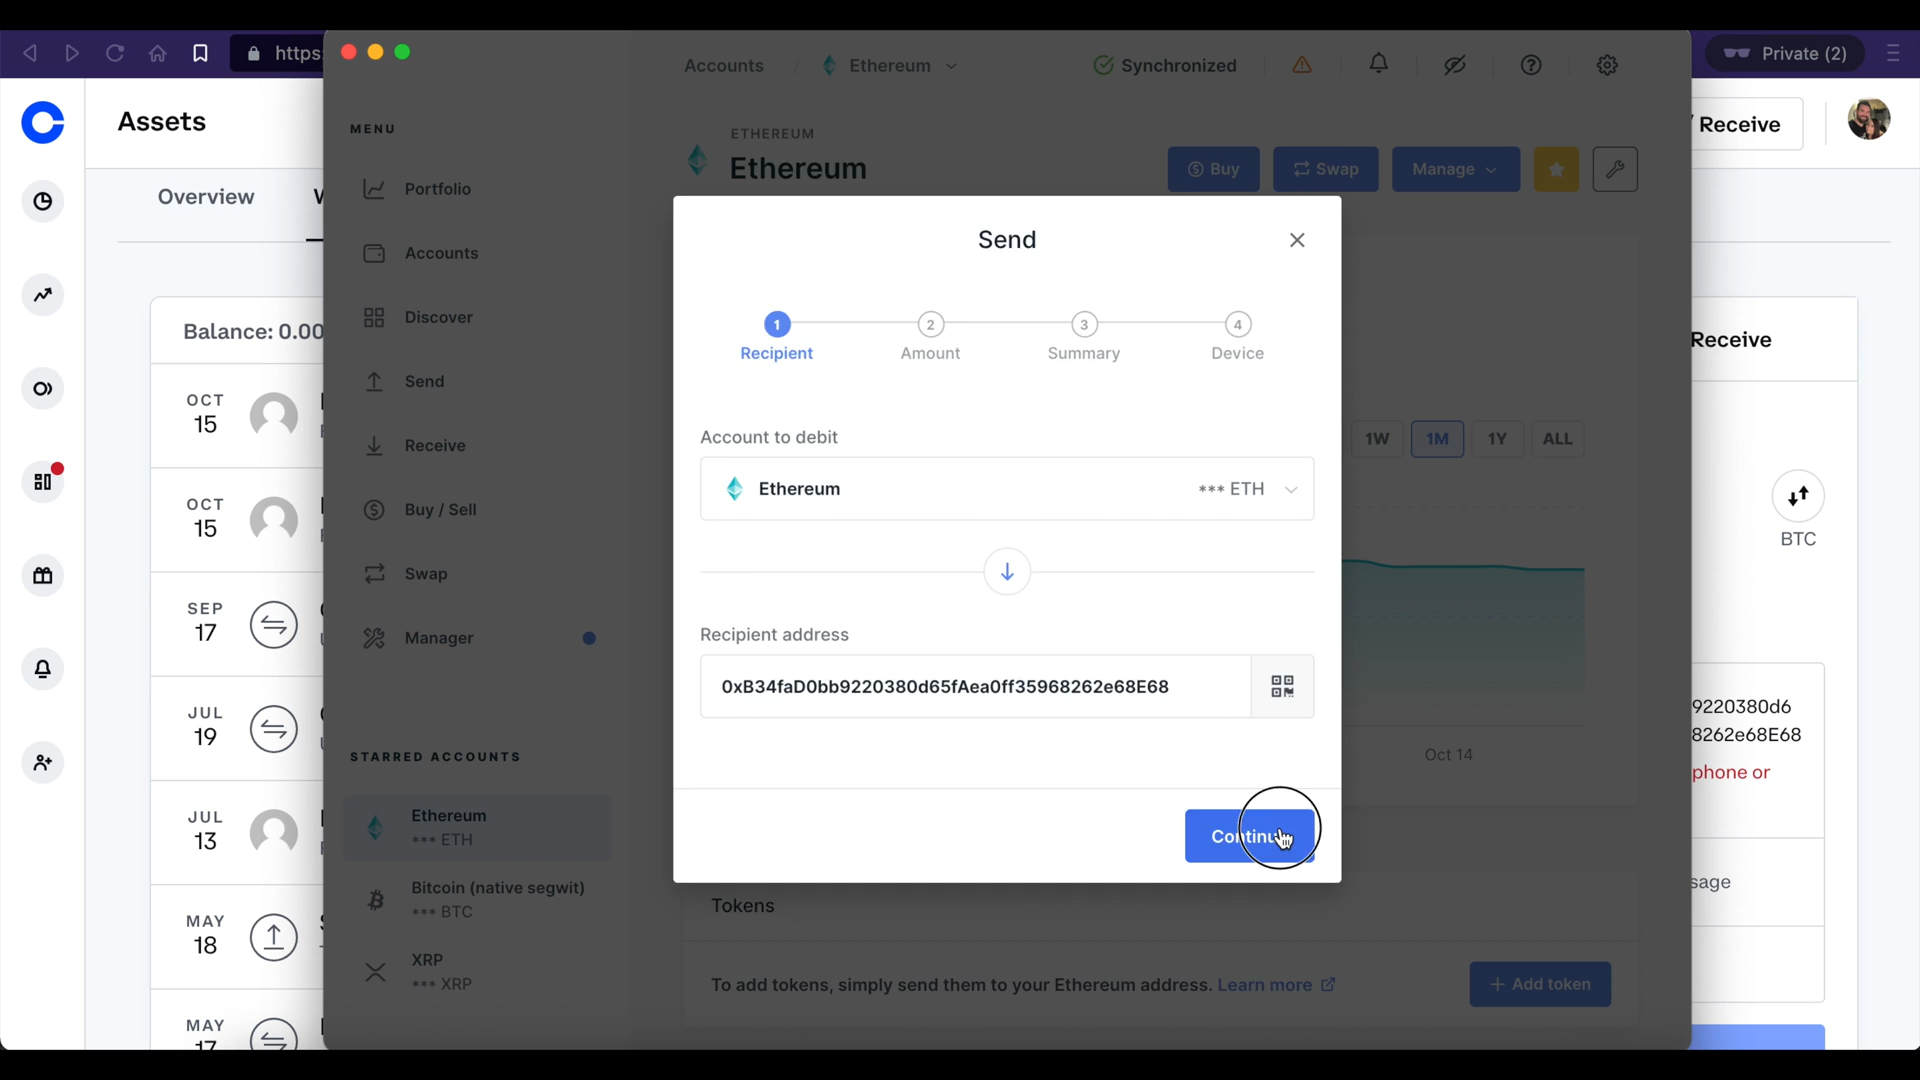 https:
Private (2)
Assets
Receive
Overview
Balance: 0.00
OCT
15
OCT
15
SEP
17
JUL
19
JUL
13
MAY
18
MAY
17
MENU
Portfolio
Accounts
Discover
Send
Receive
Buy / Sell
Swap
Manager
STARRED ACCOUNTS
Ethereum
*** ETH
Bitcoin (native segwit)
*** BTC
XRP
*** XRP
Accounts / Ethereum
Synchronized
ETHEREUM
Ethereum
Buy
Swap
Manage
Send
1 2 3 4
Recipient Amount Summary Device
Account to debit
Ethereum *** ETH
Recipient address
0xB34faD0bb9220380d65fAea0ff35968262e68E68
Continue
1W 1M 1Y ALL
Oct 14
Tokens
To add tokens, simply send them to your Ethereum address. Learn more
+ Add token
Receive
BTC
9220380d6
8262e68E68
phone or
sage